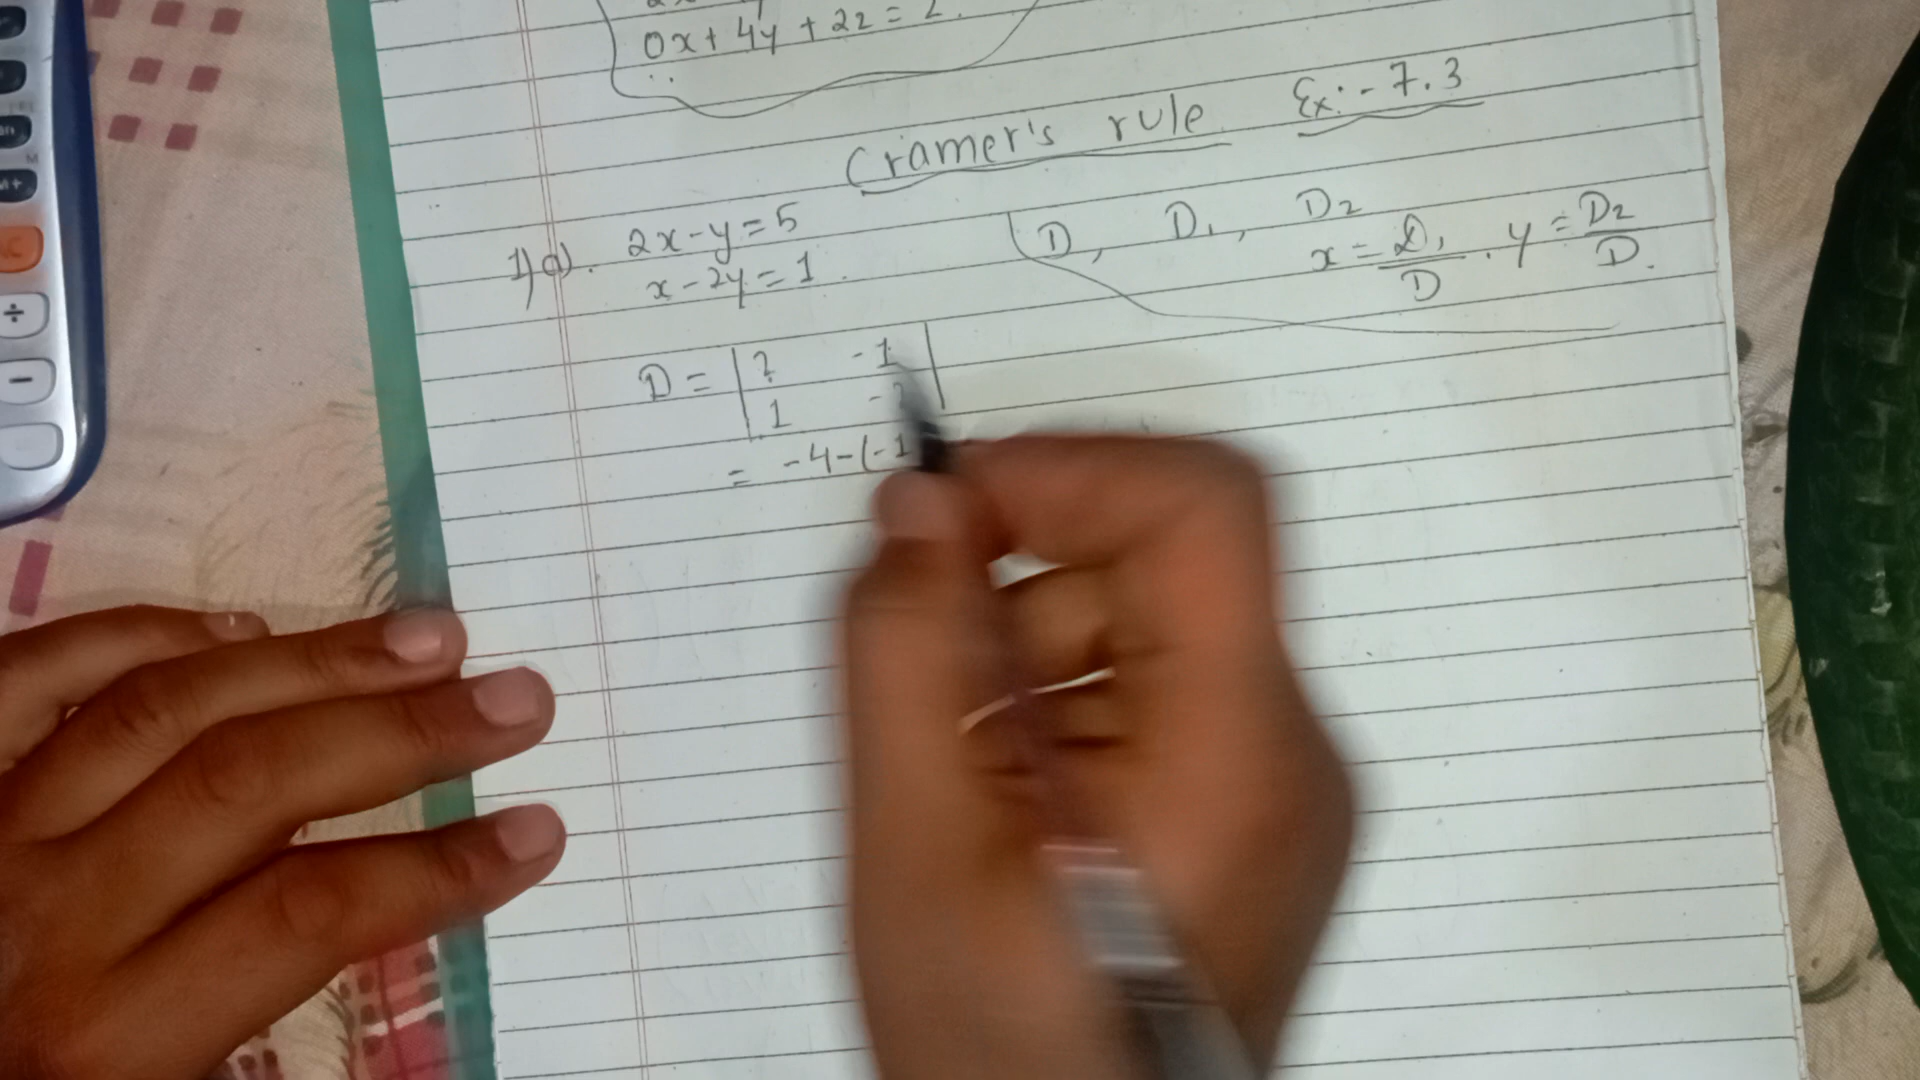 0x + 4y + 2z = 2.
Cramer's rule Ex:- 7.3
1) a). 2x - y = 5
x - 2y = 1.
D, D₁, D₂
x = D₁/D. y = D₂/D.
D = | 2 -1 |
| 1 -2 |
= -4-(-1